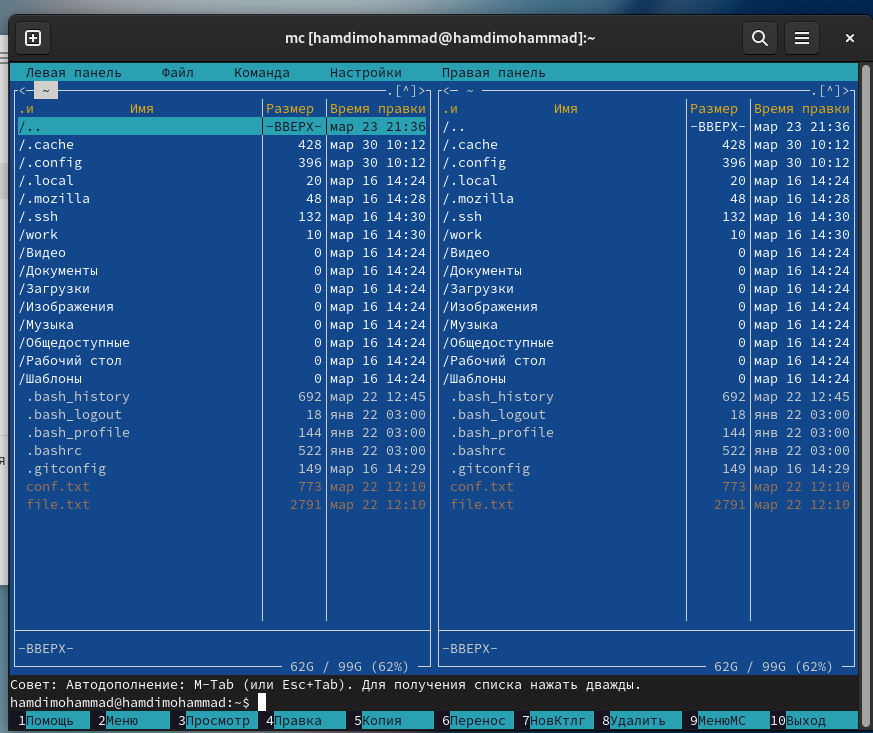 mc [hamdimohammad@hamdimohammad]:~
Левая панель Файл Команда Настройки Правая панель
<─ ~ .[^]> <─ ~ .[^]>
.и Имя Размер Время правки .и Имя Размер Время правки
/.. -ВВЕРХ- мар 23 21:36 /.. -ВВЕРХ- мар 23 21:36
/.cache 428 мар 30 10:12 /.cache 428 мар 30 10:12
/.config 396 мар 30 10:12 /.config 396 мар 30 10:12
/.local 20 мар 16 14:24 /.local 20 мар 16 14:24
/.mozilla 48 мар 16 14:28 /.mozilla 48 мар 16 14:28
/.ssh 132 мар 16 14:30 /.ssh 132 мар 16 14:30
/work 10 мар 16 14:30 /work 10 мар 16 14:30
/Видео 0 мар 16 14:24 /Видео 0 мар 16 14:24
/Документы 0 мар 16 14:24 /Документы 0 мар 16 14:24
/Загрузки 0 мар 16 14:24 /Загрузки 0 мар 16 14:24
/Изображения 0 мар 16 14:24 /Изображения 0 мар 16 14:24
/Музыка 0 мар 16 14:24 /Музыка 0 мар 16 14:24
/Общедоступные 0 мар 16 14:24 /Общедоступные 0 мар 16 14:24
/Рабочий стол 0 мар 16 14:24 /Рабочий стол 0 мар 16 14:24
/Шаблоны 0 мар 16 14:24 /Шаблоны 0 мар 16 14:24
.bash_history 692 мар 22 12:45 .bash_history 692 мар 22 12:45
.bash_logout 18 янв 22 03:00 .bash_logout 18 янв 22 03:00
.bash_profile 144 янв 22 03:00 .bash_profile 144 янв 22 03:00
.bashrc 522 янв 22 03:00 .bashrc 522 янв 22 03:00
.gitconfig 149 мар 16 14:29 .gitconfig 149 мар 16 14:29
conf.txt 773 мар 22 12:10 conf.txt 773 мар 22 12:10
file.txt 2791 мар 22 12:10 file.txt 2791 мар 22 12:10
-ВВЕРХ- -ВВЕРХ-
62G / 99G (62%) 62G / 99G (62%)
Совет: Автодополнение: M-Tab (или Esc+Tab). Для получения списка нажать дважды.
hamdimohammad@hamdimohammad:~$
1Помощь 2Меню 3Просмотр 4Правка 5Копия 6Перенос 7НовКтлг 8Удалить 9МенюМС 10Выход